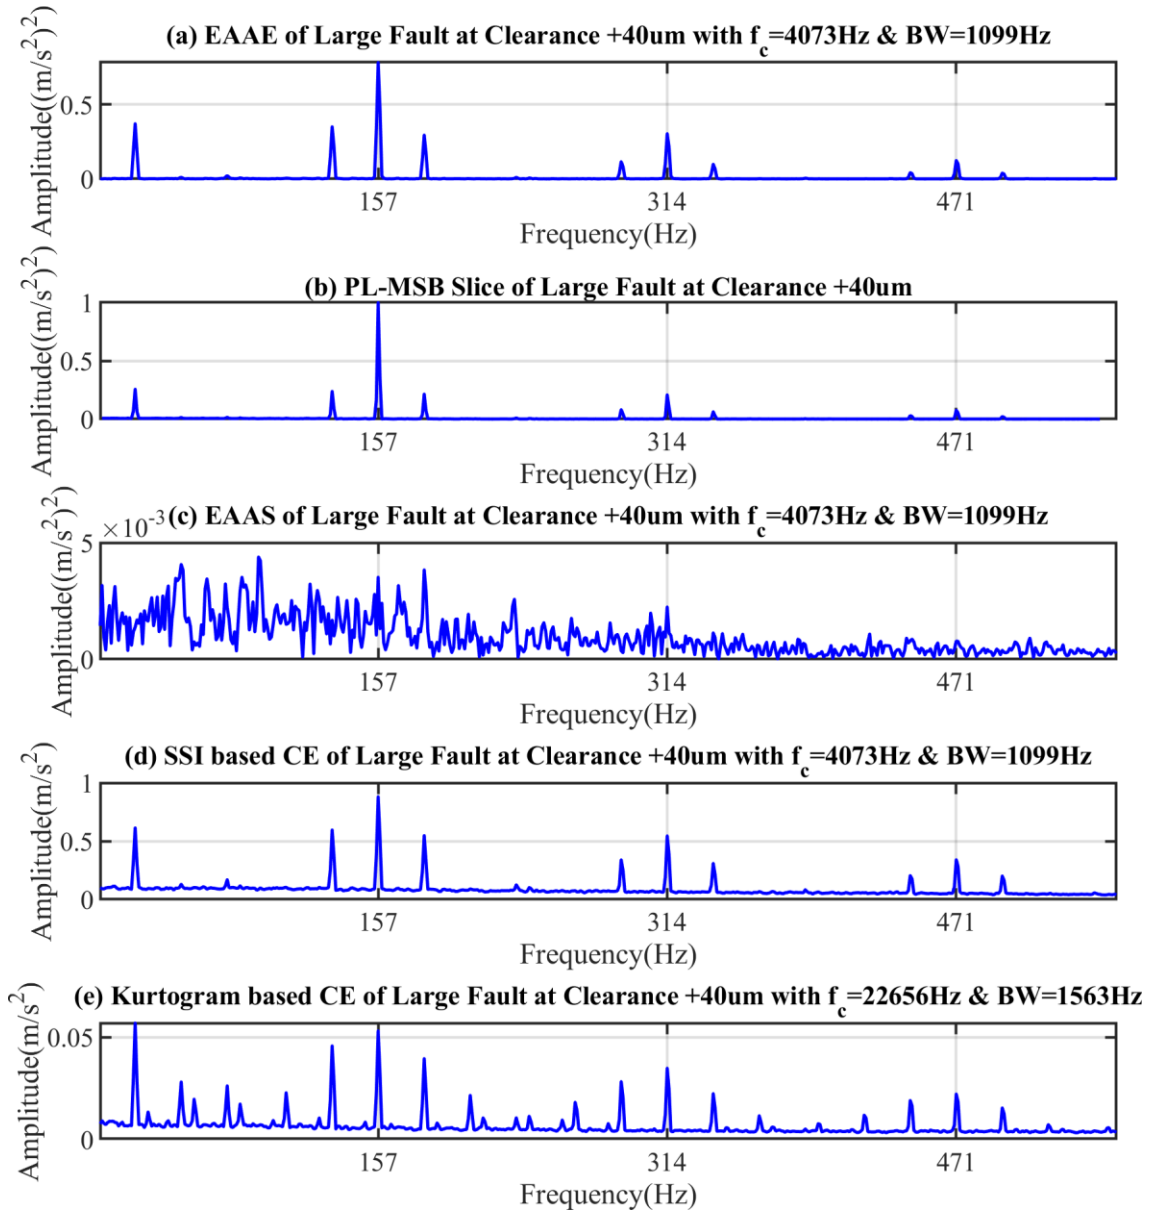 (a) EAAE of Large Fault at Clearance +40um with f_c=4073Hz & BW=1099Hz
Amplitude((m/s²)²)
0.5
0
157 314 471
Frequency(Hz)
(b) PL-MSB Slice of Large Fault at Clearance +40um
Amplitude((m/s²)²)
1
0.5
0
157 314 471
Frequency(Hz)
×10⁻³ (c) EAAS of Large Fault at Clearance +40um with f_c=4073Hz & BW=1099Hz
Amplitude((m/s²)²)
5
0
157 314 471
Frequency(Hz)
(d) SSI based CE of Large Fault at Clearance +40um with f_c=4073Hz & BW=1099Hz
Amplitude(m/s²)
1
0.5
0
157 314 471
Frequency(Hz)
(e) Kurtogram based CE of Large Fault at Clearance +40um with f_c=22656Hz & BW=1563Hz
Amplitude(m/s²)
0.05
0
157 314 471
Frequency(Hz)